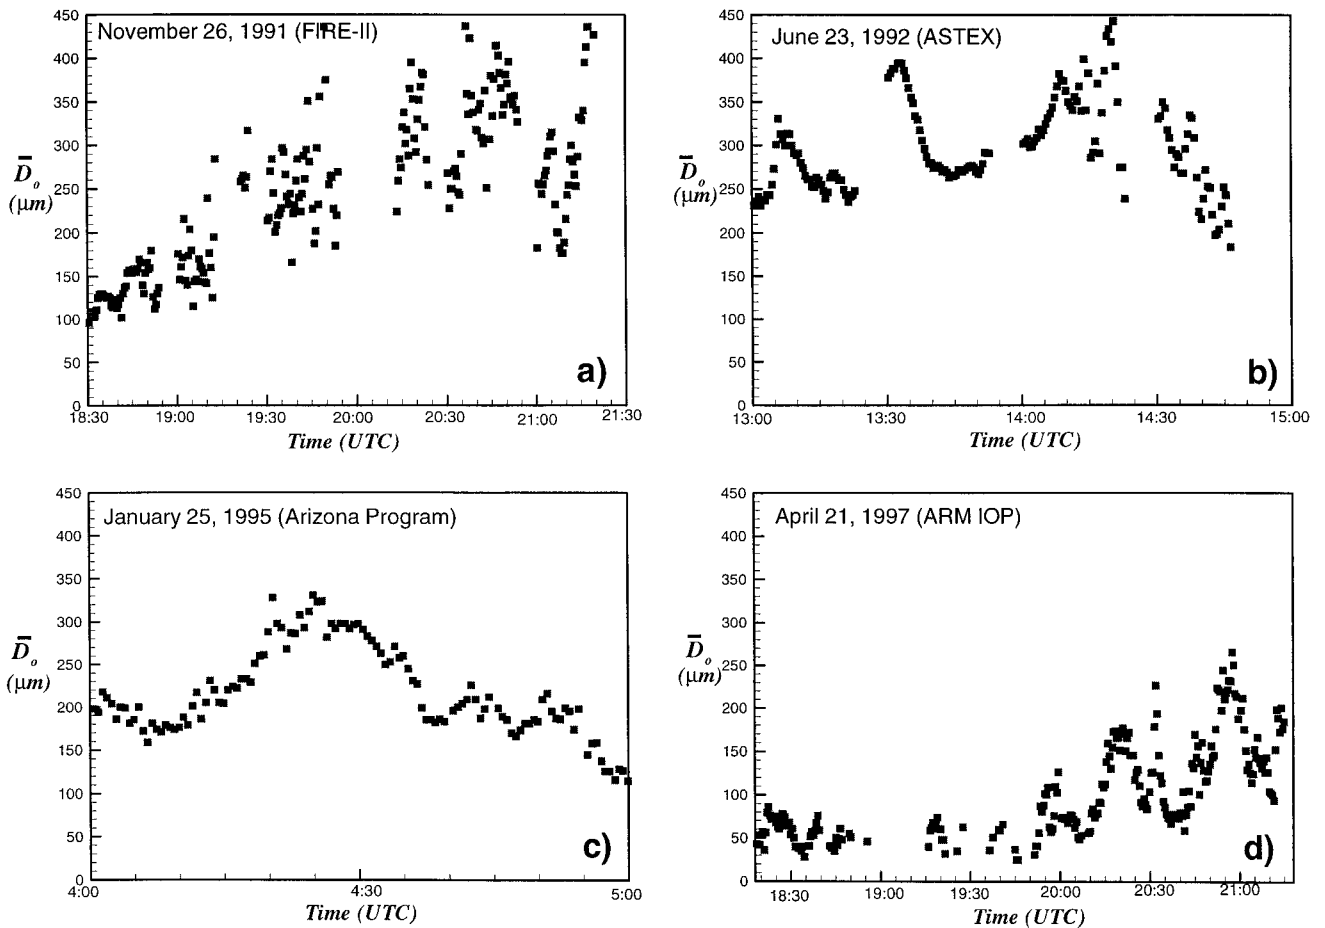 November 26, 1991 (FIRE-II)
450
400
350
300
250
200
150
100
50
0
D̅o
(μm)
a)
18:30 19:00 19:30 20:00 20:30 21:00 21:30
Time (UTC)
June 23, 1992 (ASTEX)
450
400
350
300
250
200
150
100
50
0
D̅o
(μm)
b)
13:00 13:30 14:00 14:30 15:00
Time (UTC)
January 25, 1995 (Arizona Program)
450
400
350
300
250
200
150
100
50
0
D̅o
(μm)
c)
4:00 4:30 5:00
Time (UTC)
April 21, 1997 (ARM IOP)
450
400
350
300
250
200
150
100
50
0
D̅o
(μm)
d)
18:30 19:00 19:30 20:00 20:30 21:00
Time (UTC)